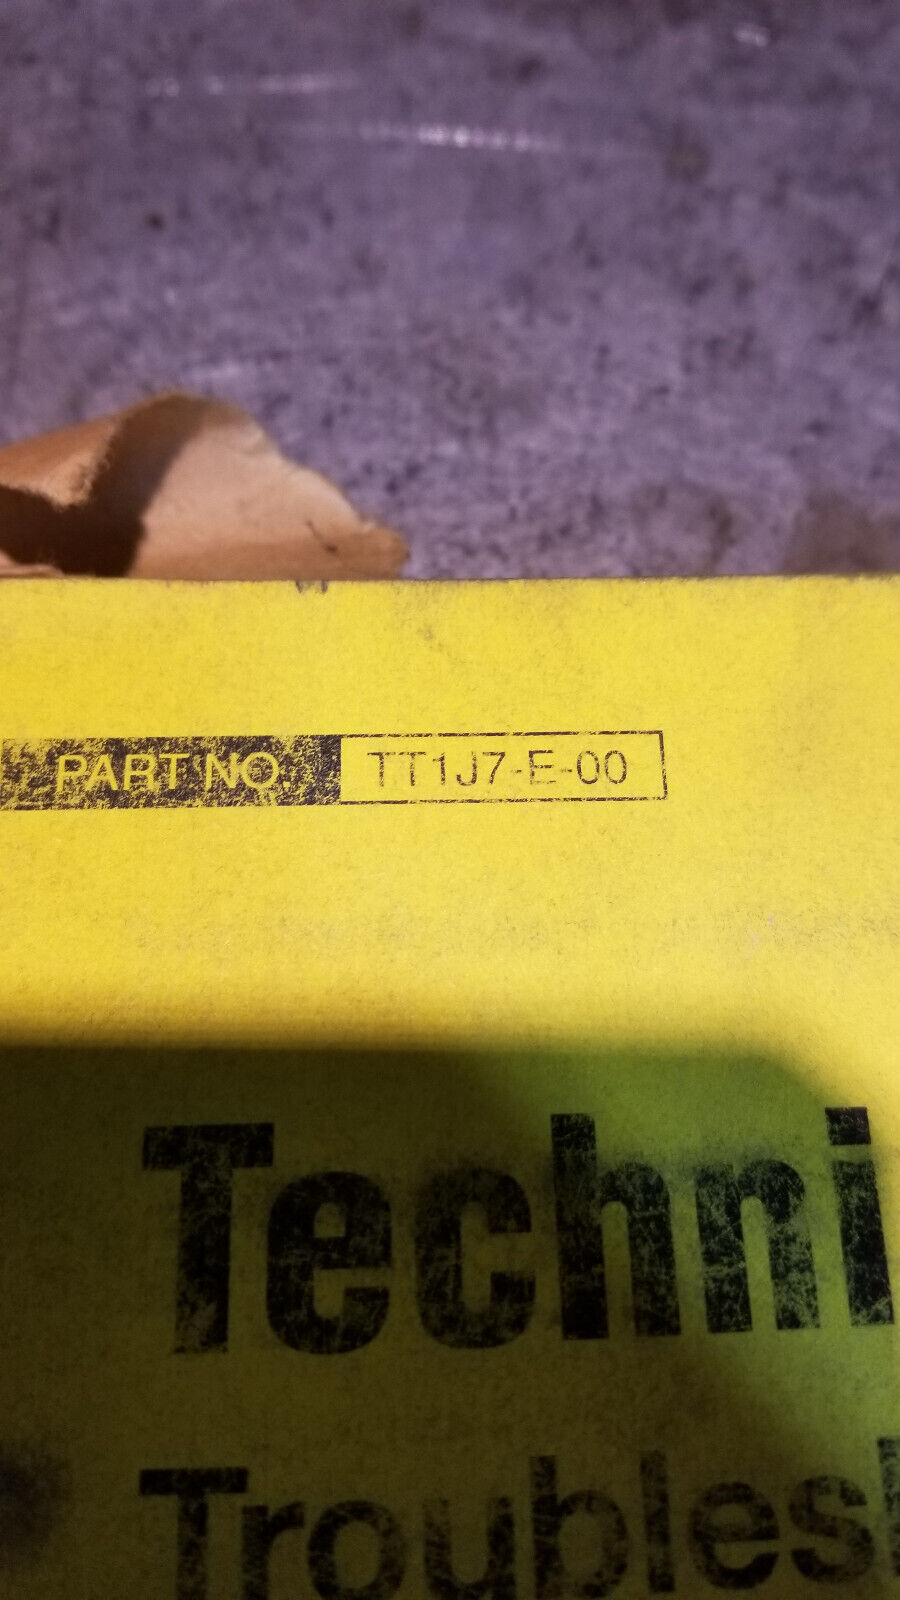 PART NO. TT1J7-E-00
Techni
Troubles